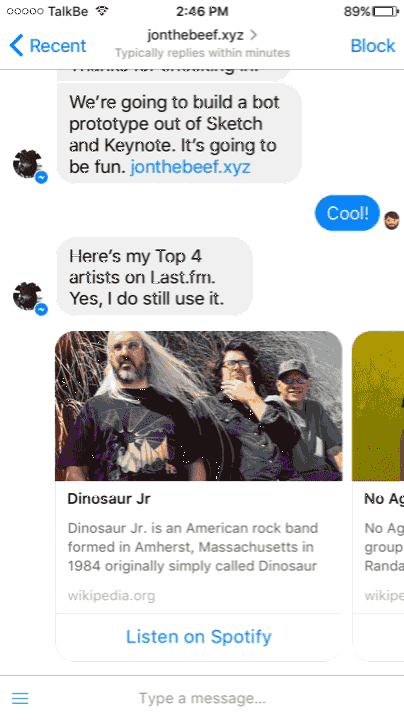 TalkBe 2:46 PM 89%
Recent jonthebeef.xyz Block
Typically replies within minutes
We're going to build a bot
prototype out of Sketch
and Keynote. It's going to
be fun. jonthebeef.xyz
Cool!
Here's my Top 4
artists on Last.fm.
Yes, I do still use it.
Dinosaur Jr
Dinosaur Jr. is an American rock band
formed in Amherst, Massachusetts in
1984 originally simply called Dinosaur
wikipedia.org
Listen on Spotify
No Ag
No Ag
group
Randa
wikipe
Type a message...